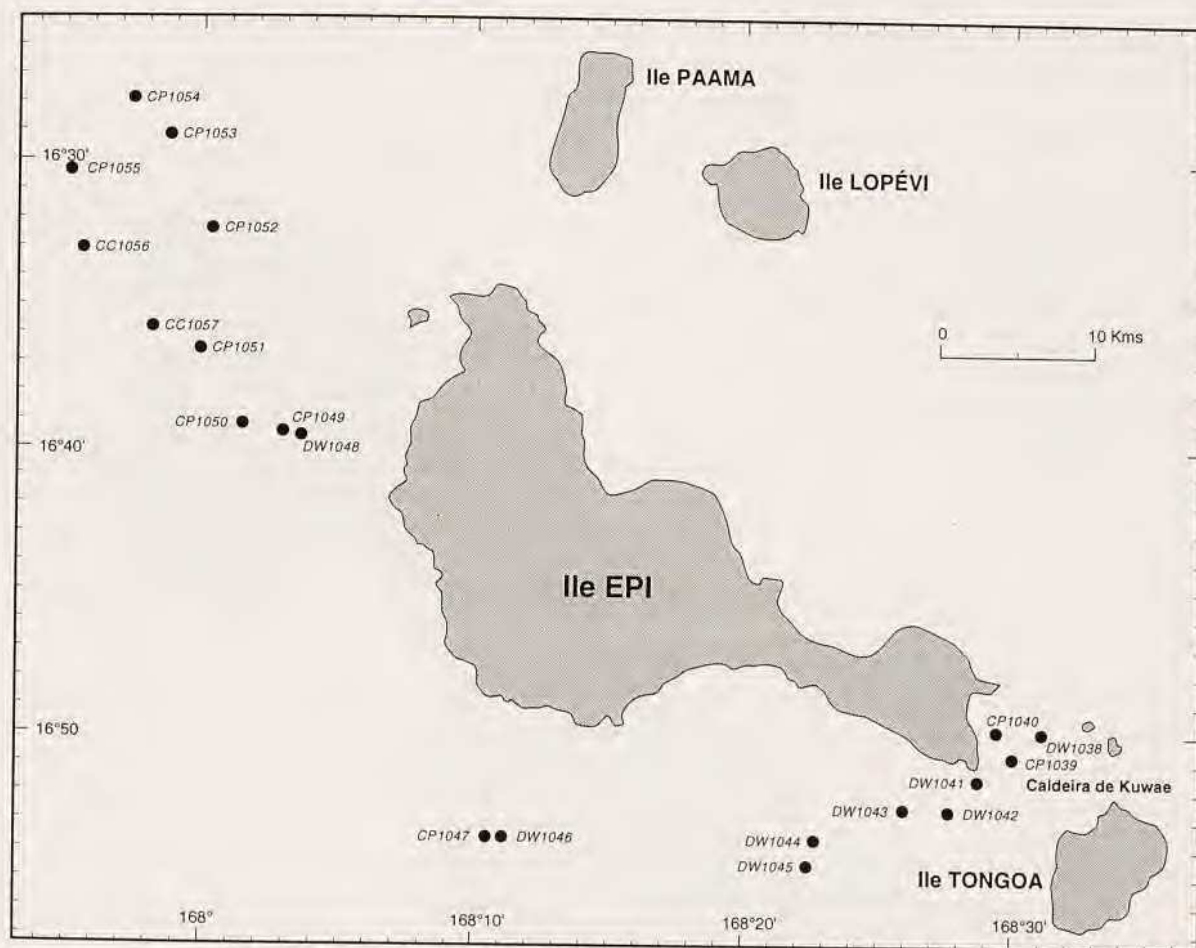 Ile PAAMA
CP1054
CP1053
16°30'
CP1055
Ile LOPÉVI
CP1052
CC1056
CC1057
CP1051
0 10 Kms
CP1050
CP1049
DW1048
16°40'
Ile EPI
16°50
CP1040
DW1038
CP1039
DW1041
Caldeira de Kuwae
DW1043
DW1042
CP1047
DW1046
DW1044
DW1045
Ile TONGOA
168°
168°10'
168°20'
168°30'